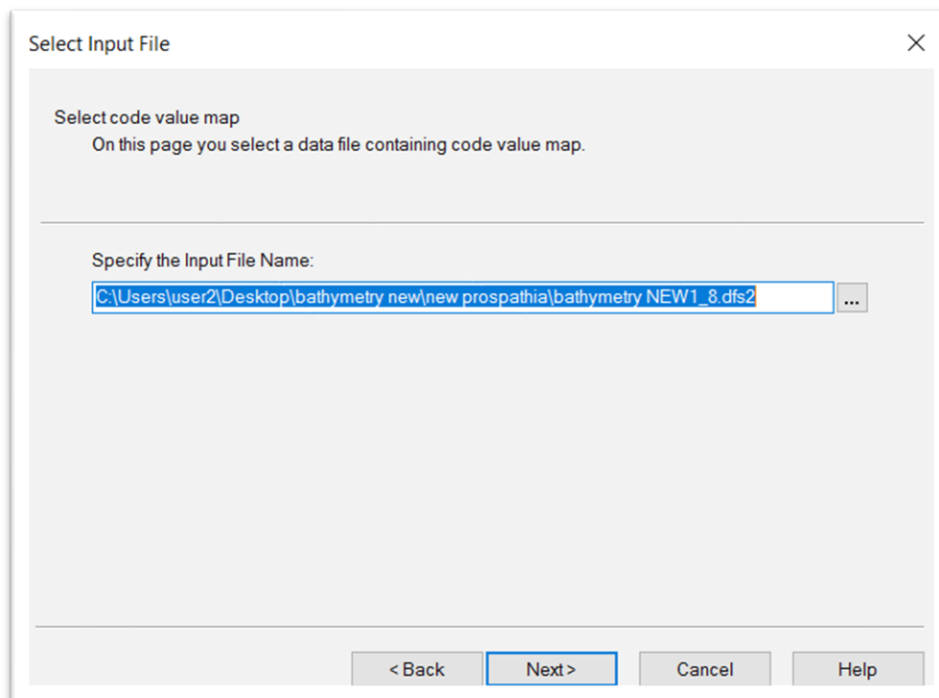 Select Input File
Select code value map
On this page you select a data file containing code value map.
Specify the Input File Name:
C:\Users\user2\Desktop\bathymetry new\new prospathia\bathymetry NEW1_8.dfs2
...
< Back
Next >
Cancel
Help